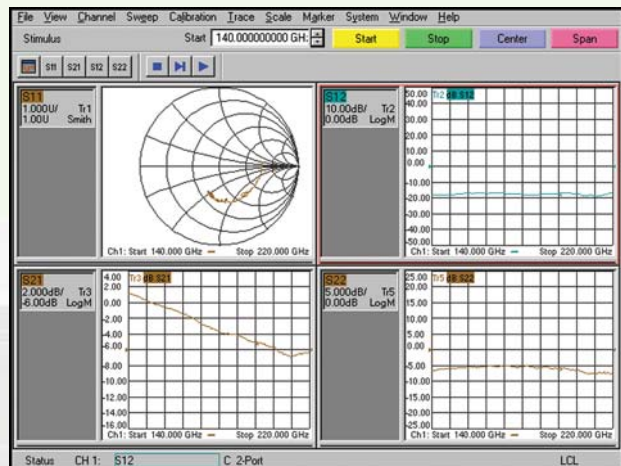 File View Channel Sweep Calibration Trace Scale Marker System Window Help
Stimulus Start 140.000000000 GH: Start Stop Center Span
S11 S21 S12 S22
S11
1.000U/ Tr1
1.00U Smith
Ch1: Start 140.000 GHz Stop 220.000 GHz
S12
10.00dB/ Tr2
0.00dB LogM
50.00 Tr2 dB S12
40.00
30.00
20.00
10.00
0.00
-10.00
-20.00
-30.00
-40.00
-50.00
Ch1: Start 140.000 GHz Stop 220.000 GHz
S21
2.000dB/ Tr3
-6.00dB LogM
4.00 Tr3 dB S21
2.00
0.00
-2.00
-4.00
-6.00
-8.00
-10.00
-12.00
-14.00
-16.00
Ch1: Start 140.000 GHz Stop 220.000 GHz
S22
5.000dB/ Tr5
0.00dB LogM
25.00 Tr5 dB S22
20.00
15.00
10.00
5.00
0.00
-5.00
-10.00
-15.00
-20.00
-25.00
Ch1: Start 140.000 GHz Stop 220.000 GHz
Status CH 1: S12 C 2-Port LCL